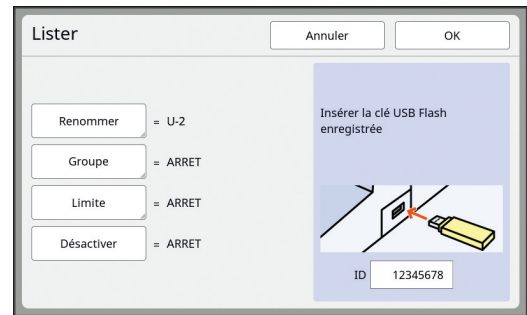 Lister
Annuler
OK
Renommer = U-2
Groupe = ARRET
Limite = ARRET
Désactiver = ARRET
Insérer la clé USB Flash
enregistrée
ID 12345678